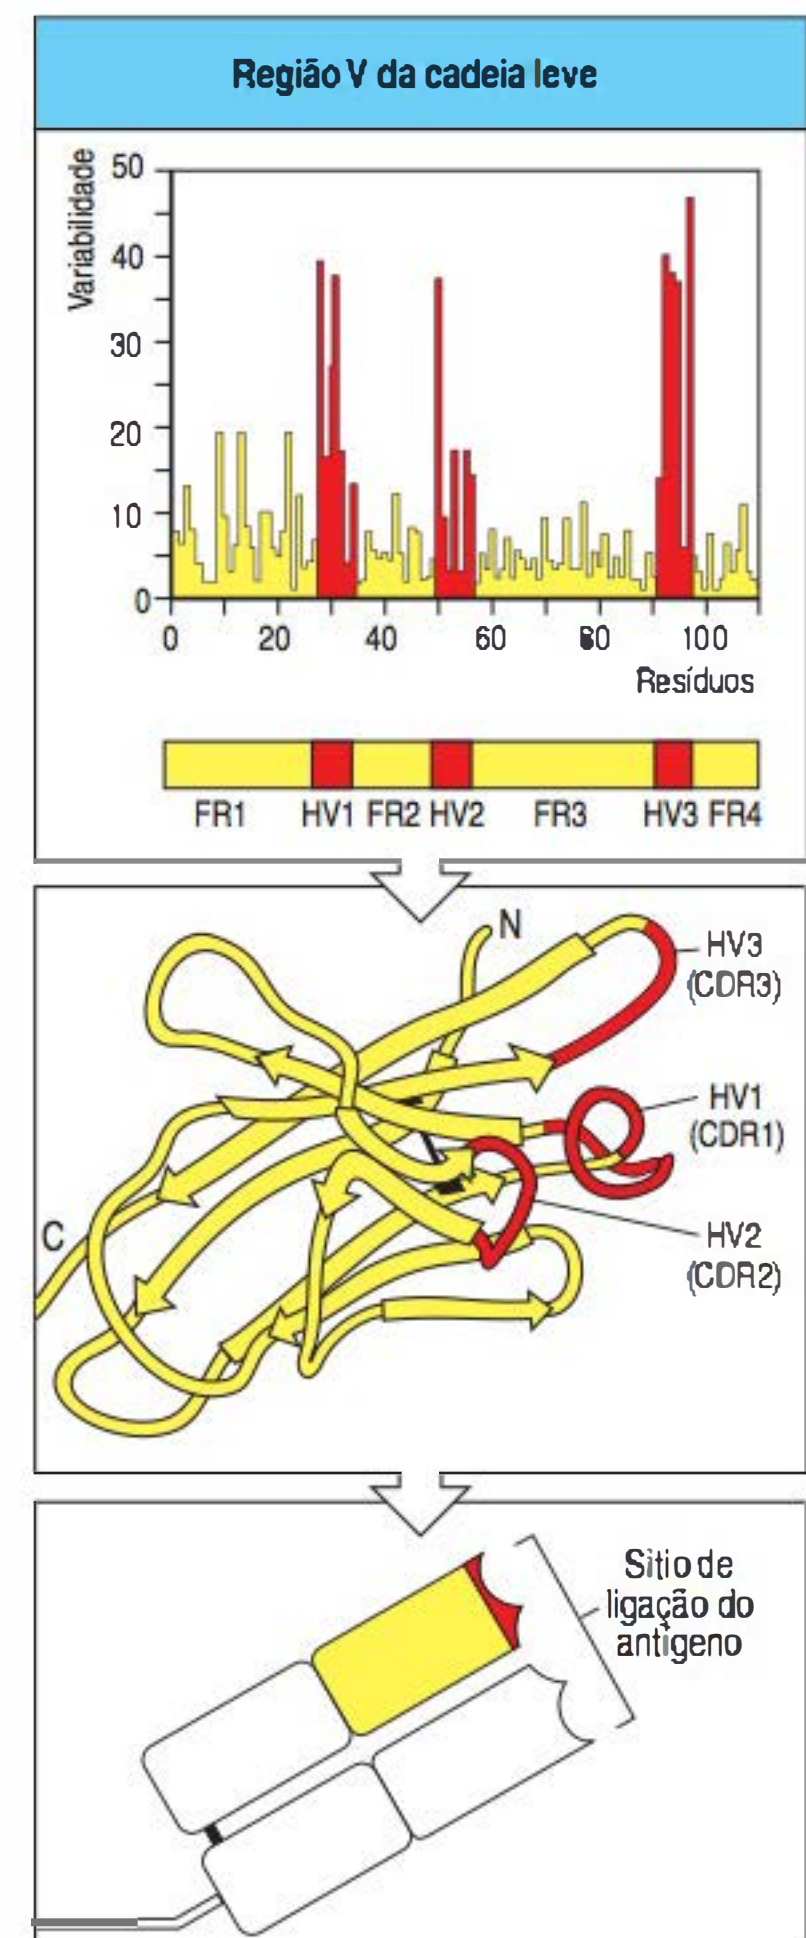 Região V da cadeia leve
Variabilidade
50
40
30
20
10
0
0 20 40 60 80 100
Resíduos
FR1 HV1 FR2 HV2 FR3 HV3 FR4
N
HV3
(CDR3)
HV1
(CDR1)
C
HV2
(CDR2)
Sítio de
ligação do
antígeno